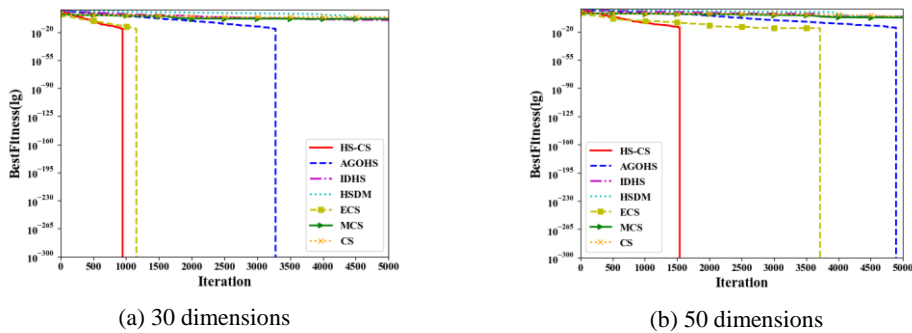 BestFitness(lg)
10⁻²⁰
10⁻⁵⁵
10⁻⁹⁰
10⁻¹²⁵
10⁻¹⁶⁰
10⁻¹⁹⁵
10⁻²³⁰
10⁻²⁶⁵
10⁻³⁰⁰
HS-CS
AGOHS
IDHS
HSDM
ECS
MCS
CS
0 500 1000 1500 2000 2500 3000 3500 4000 4500 5000
Iteration
(a) 30 dimensions
BestFitness(lg)
10⁻²⁰
10⁻⁵⁵
10⁻⁹⁰
10⁻¹²⁵
10⁻¹⁶⁰
10⁻¹⁹⁵
10⁻²³⁰
10⁻²⁶⁵
10⁻³⁰⁰
HS-CS
AGOHS
IDHS
HSDM
ECS
MCS
CS
0 500 1000 1500 2000 2500 3000 3500 4000 4500 5000
Iteration
(b) 50 dimensions